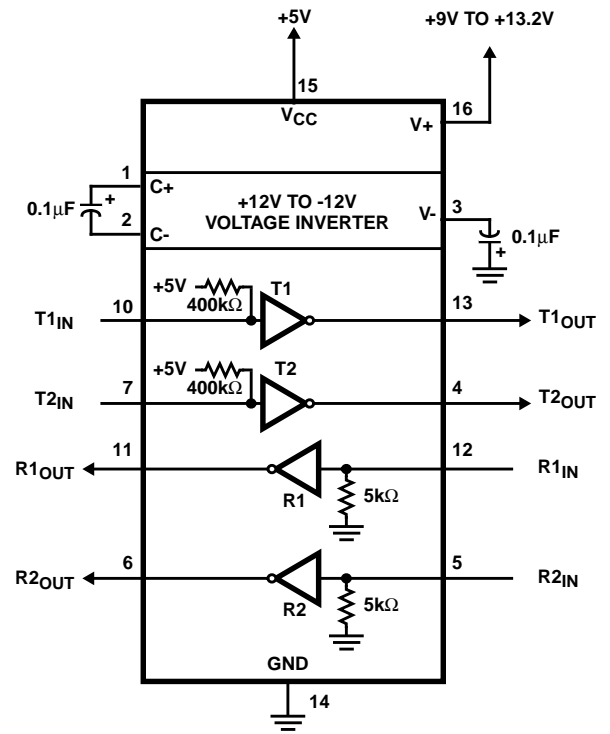 +5V
+9V TO +13.2V
15
VCC
16
V+
1
C+
0.1µF
+
2
C-
+12V TO -12V
VOLTAGE INVERTER
V-
3
0.1µF
+
+5V
400kΩ
T1
T1IN
10
13
T1OUT
+5V
400kΩ
T2
T2IN
7
4
T2OUT
R1OUT
11
R1
12
R1IN
5kΩ
R2OUT
6
R2
5
R2IN
5kΩ
GND
14